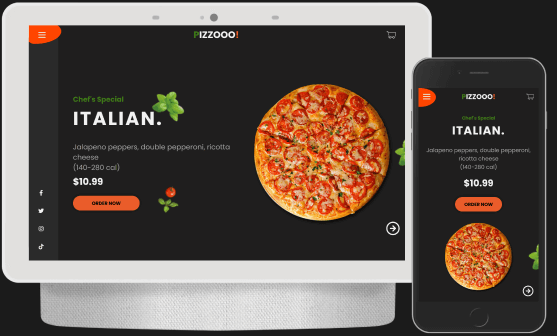 PIZZOOO!
Chef's Special
ITALIAN.
Jalapeno peppers, double pepperoni, ricotta
cheese
(140-280 cal)
$10.99
ORDER NOW
PIZZOOO!
Chef's Special
ITALIAN.
Jalapeno peppers, double pepperoni,
ricotta cheese
(140-280 cal)
$10.99
ORDER NOW